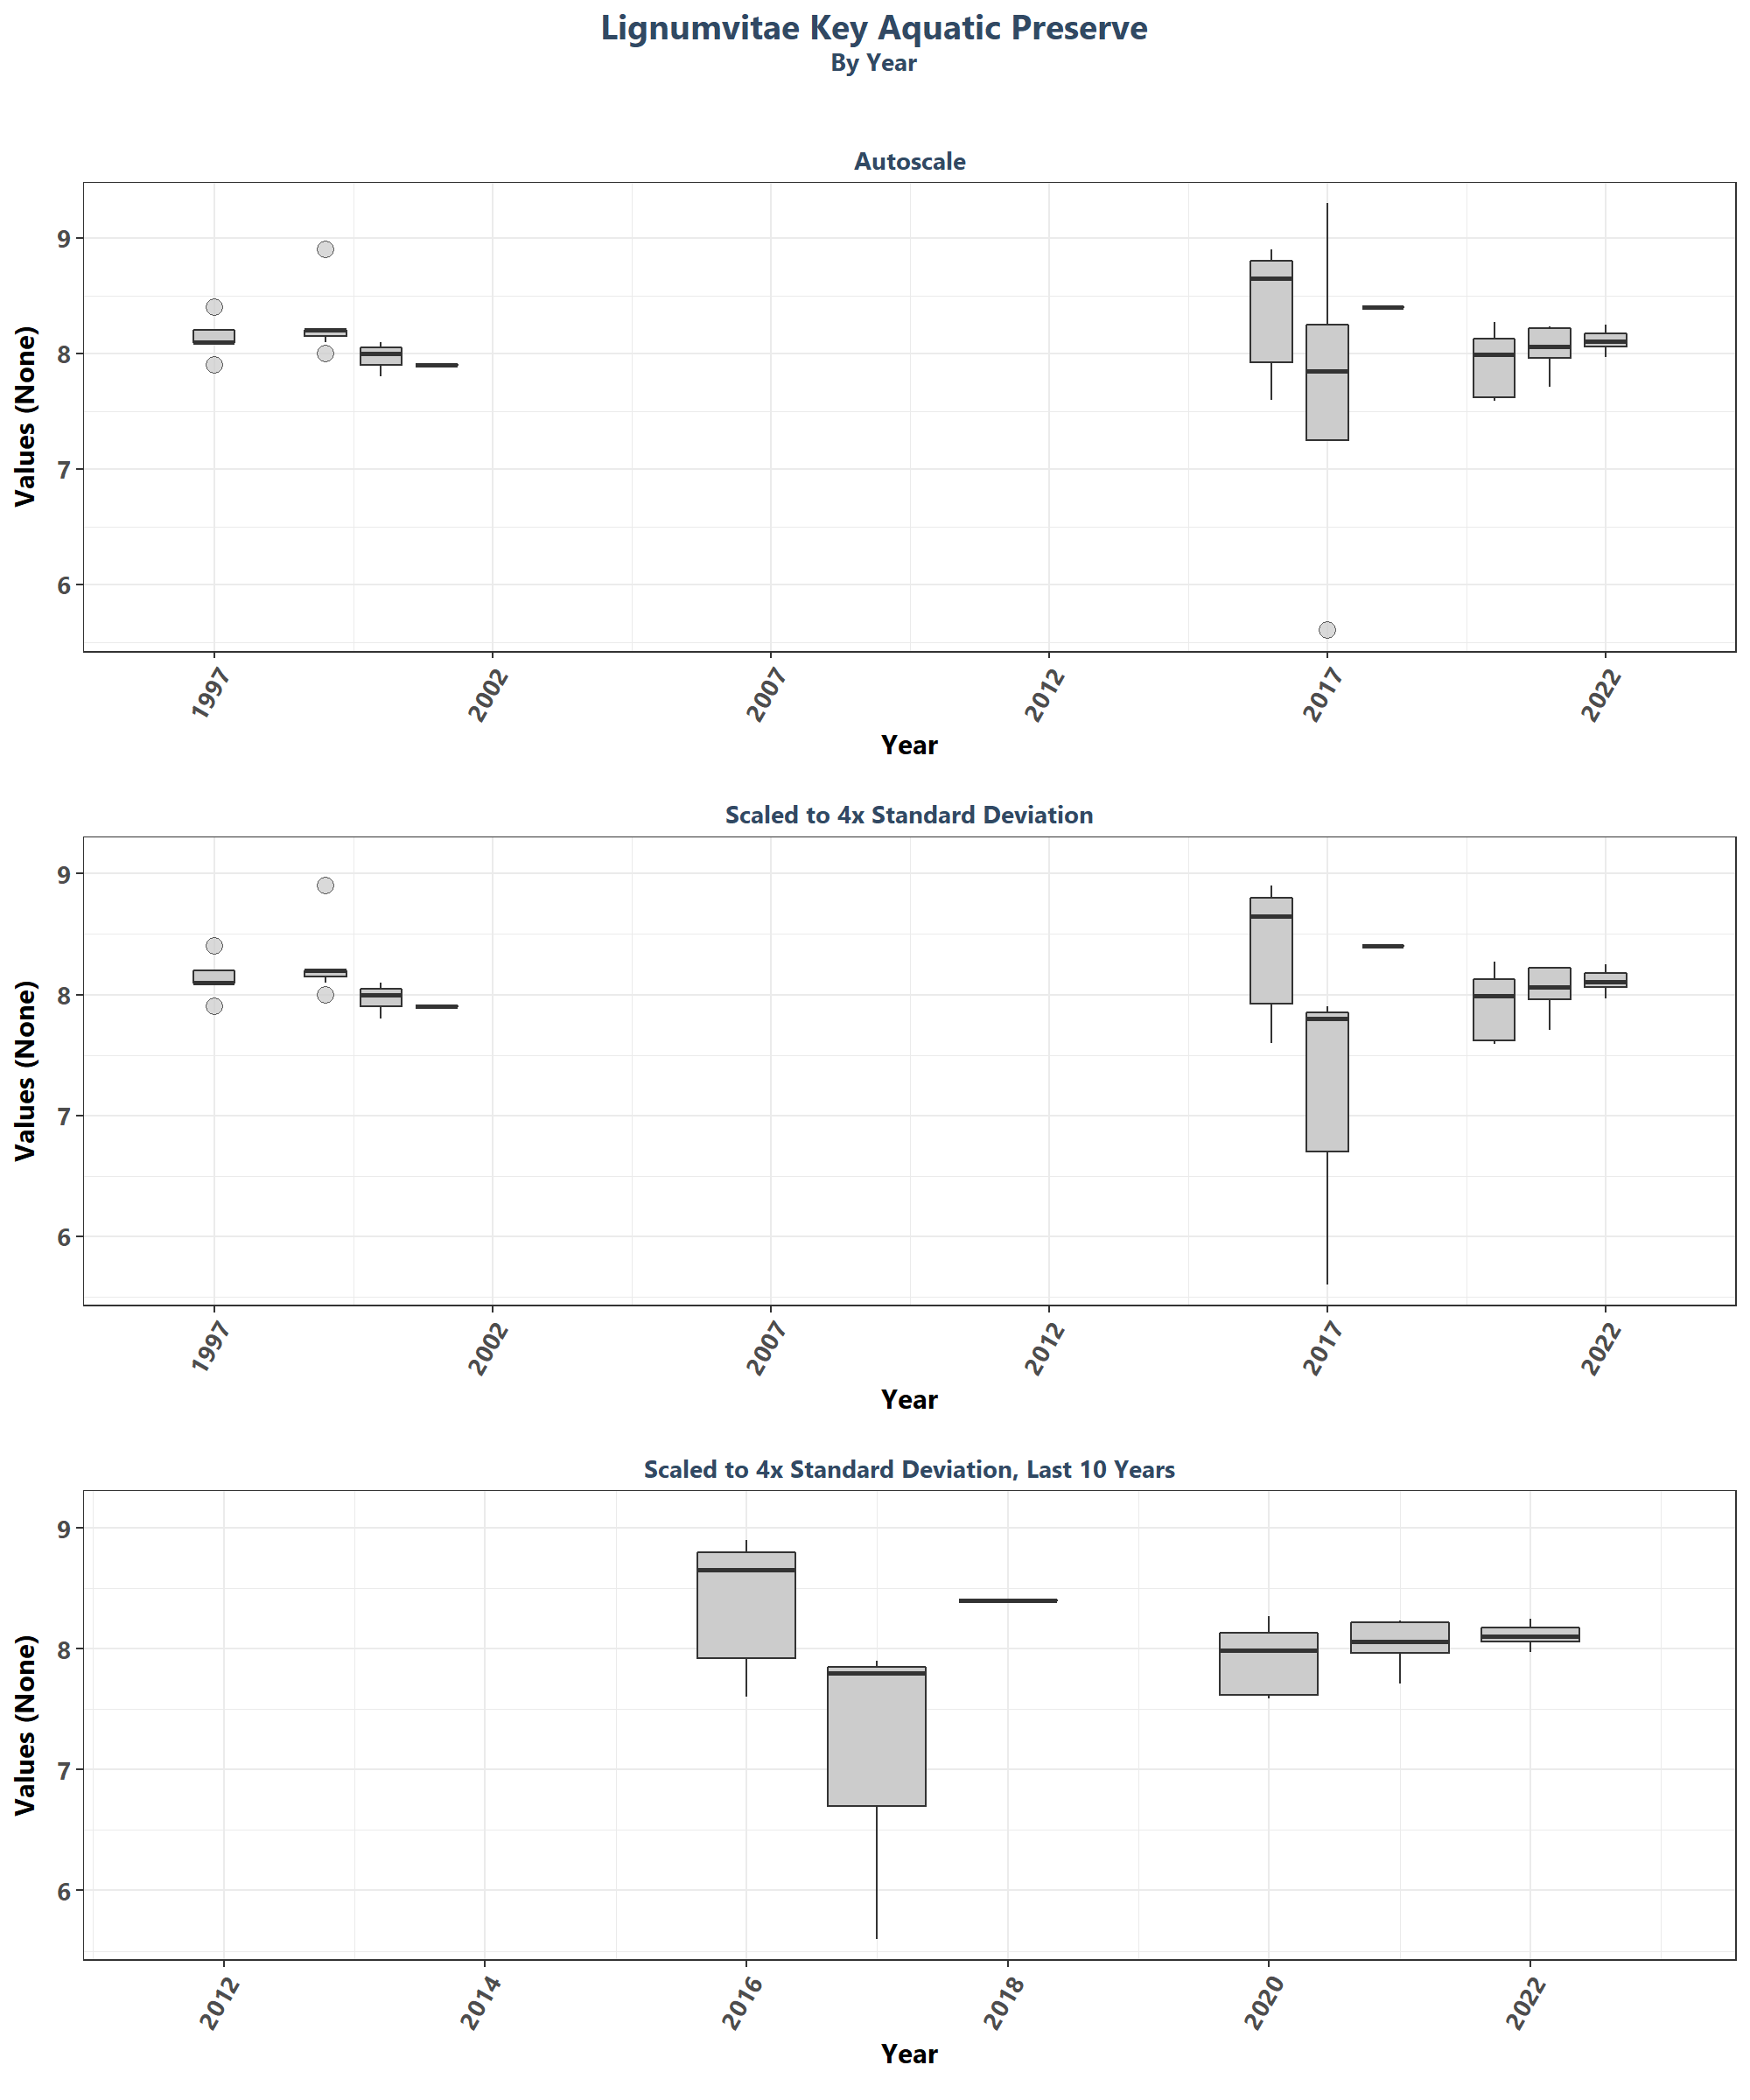 Lignumvitae Key Aquatic Preserve
By Year
Autoscale
Values (None)
9
8
7
6
1997
2002
2007
2012
2017
2022
Year
Scaled to 4x Standard Deviation
Values (None)
9
8
7
6
1997
2002
2007
2012
2017
2022
Year
Scaled to 4x Standard Deviation, Last 10 Years
Values (None)
9
8
7
6
2012
2014
2016
2018
2020
2022
Year